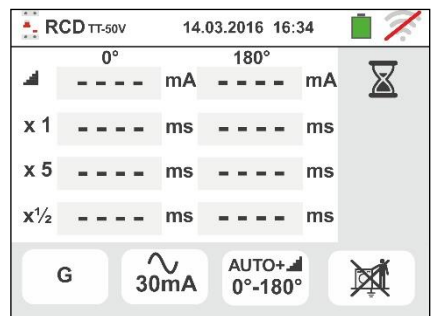 RCD TT-50V 14.03.2016 16:34
0° 180°
---- mA ---- mA
x 1 ---- ms ---- ms
x 5 ---- ms ---- ms
x½ ---- ms ---- ms
G 30mA AUTO+ 0°-180°